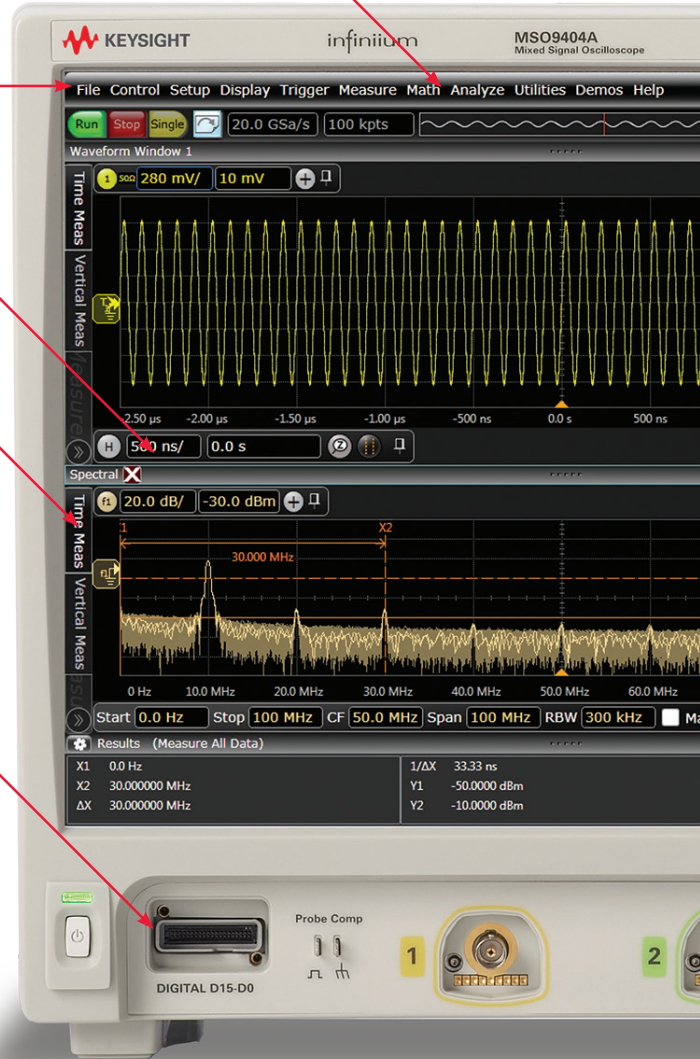 KEYSIGHT
infiniium
MSO9404A
Mixed Signal Oscilloscope
File Control Setup Display Trigger Measure Math Analyze Utilities Demos Help
Run Stop Single 20.0 GSa/s 100 kpts
Waveform Window 1
Time Meas
Vertical Meas
1 50Ω 280 mV/ 10 mV
-2.50 µs -2.00 µs -1.50 µs -1.00 µs -500 ns 0.0 s 500 ns
H 500 ns/ 0.0 s
Spectral
Time Meas
Vertical Meas
f1 20.0 dB/ -30.0 dBm
X2
30.000 MHz
0 Hz 10.0 MHz 20.0 MHz 30.0 MHz 40.0 MHz 50.0 MHz 60.0 MHz
Start 0.0 Hz Stop 100 MHz CF 50.0 MHz Span 100 MHz RBW 300 kHz
Results (Measure All Data)
X1 0.0 Hz 1/ΔX 33.33 ns
X2 30.000000 MHz Y1 -50.0000 dBm
ΔX 30.000000 MHz Y2 -10.0000 dBm
Probe Comp
1
2
DIGITAL D15-D0